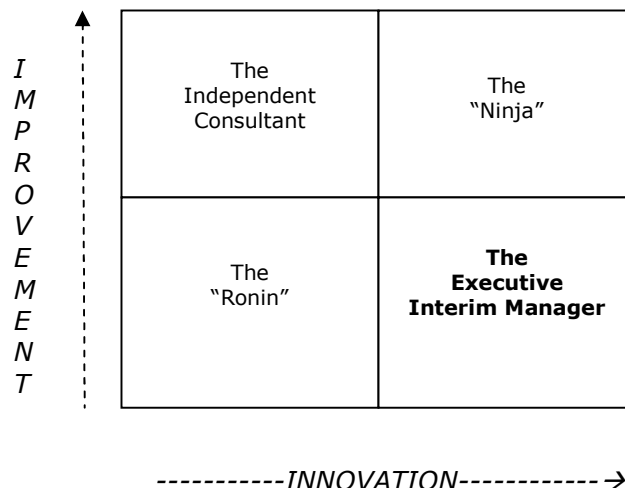 I
M
P
R
O
V
E
M
E
N
T
The
Independent
Consultant
The
“Ninja”
The
“Ronin”
The
Executive
Interim Manager
-----------INNOVATION------------→